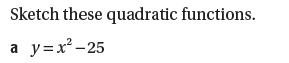 Sketch these quadratic functions.
a y = x² – 25